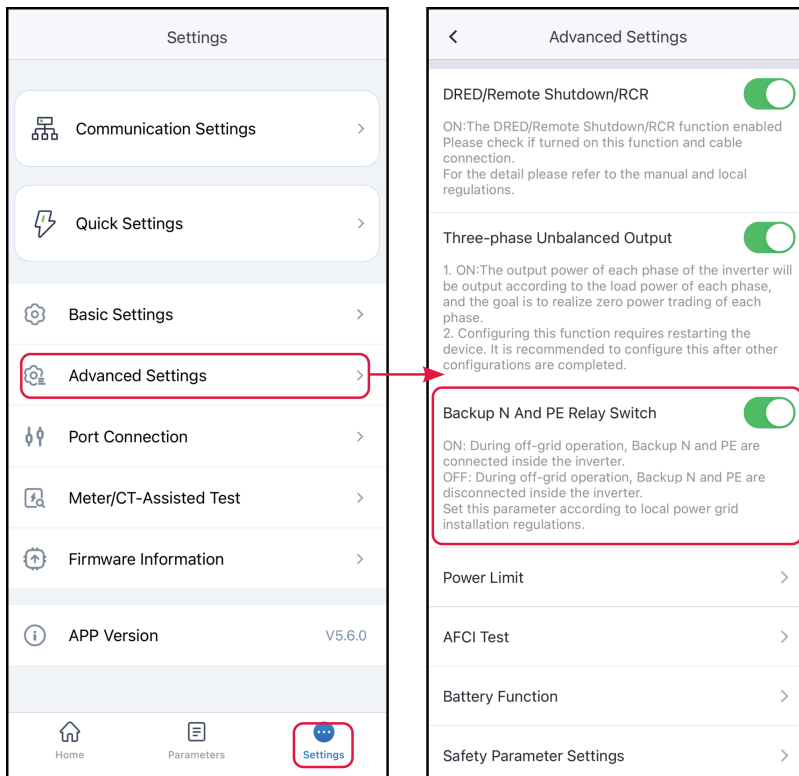 Settings
Communication Settings
Quick Settings
Basic Settings
Advanced Settings
Port Connection
Meter/CT-Assisted Test
Firmware Information
APP Version V5.6.0
Home Parameters Settings
Advanced Settings
DRED/Remote Shutdown/RCR
ON:The DRED/Remote Shutdown/RCR function enabled
Please check if turned on this function and cable
connection.
For the detail please refer to the manual and local
regulations.
Three-phase Unbalanced Output
1. ON:The output power of each phase of the inverter will
be output according to the load power of each phase,
and the goal is to realize zero power trading of each
phase.
2. Configuring this function requires restarting the
device. It is recommended to configure this after other
configurations are completed.
Backup N And PE Relay Switch
ON: During off-grid operation, Backup N and PE are
connected inside the inverter.
OFF: During off-grid operation, Backup N and PE are
disconnected inside the inverter.
Set this parameter according to local power grid
installation regulations.
Power Limit
AFCI Test
Battery Function
Safety Parameter Settings